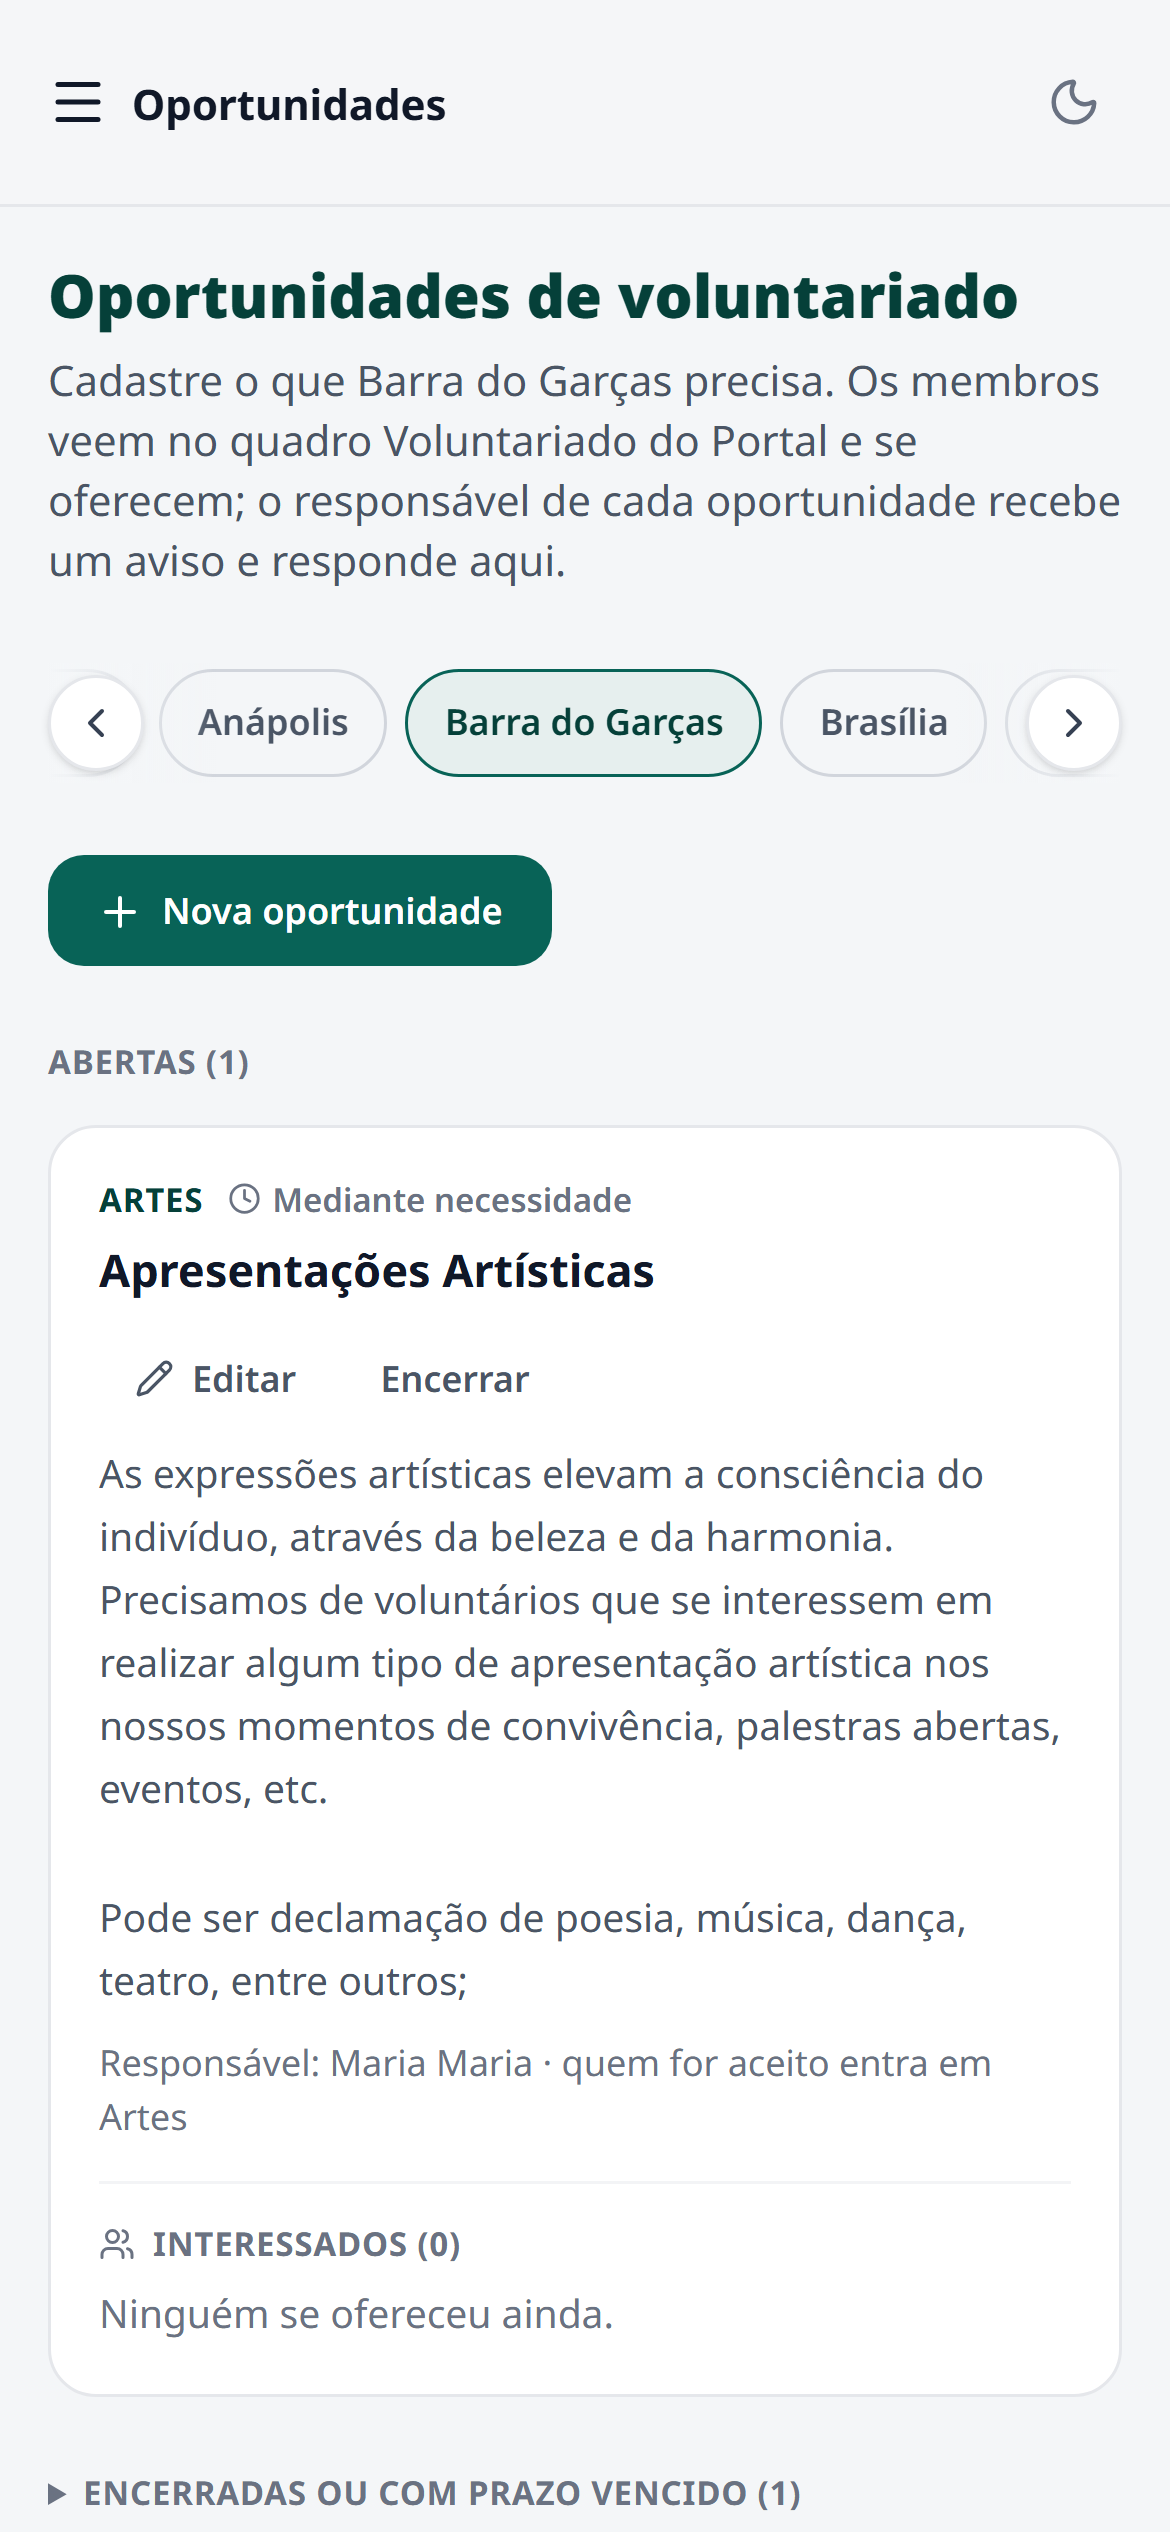 Oportunidades
Oportunidades de voluntariado
Cadastre o que Barra do Garças precisa. Os membros
veem no quadro Voluntariado do Portal e se
oferecem; o responsável de cada oportunidade recebe
um aviso e responde aqui.
Anápolis
Barra do Garças
Brasília
Nova oportunidade
ABERTAS (1)
ARTES Mediante necessidade
Apresentações Artísticas
Editar Encerrar
As expressões artísticas elevam a consciência do
indivíduo, através da beleza e da harmonia.
Precisamos de voluntários que se interessem em
realizar algum tipo de apresentação artística nos
nossos momentos de convivência, palestras abertas,
eventos, etc.
Pode ser declamação de poesia, música, dança,
teatro, entre outros;
Responsável: Maria Maria · quem for aceito entra em
Artes
INTERESSADOS (0)
Ninguém se ofereceu ainda.
ENCERRADAS OU COM PRAZO VENCIDO (1)